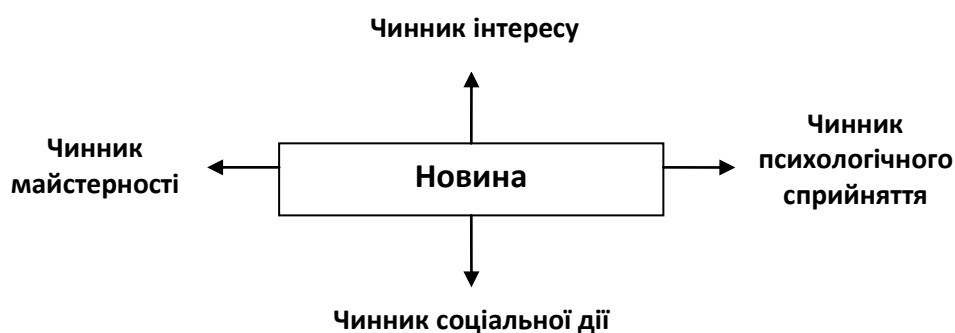 Чинник інтересу
Чинник
майстерності
Новина
Чинник
психологічного
сприйняття
Чинник соціальної дії